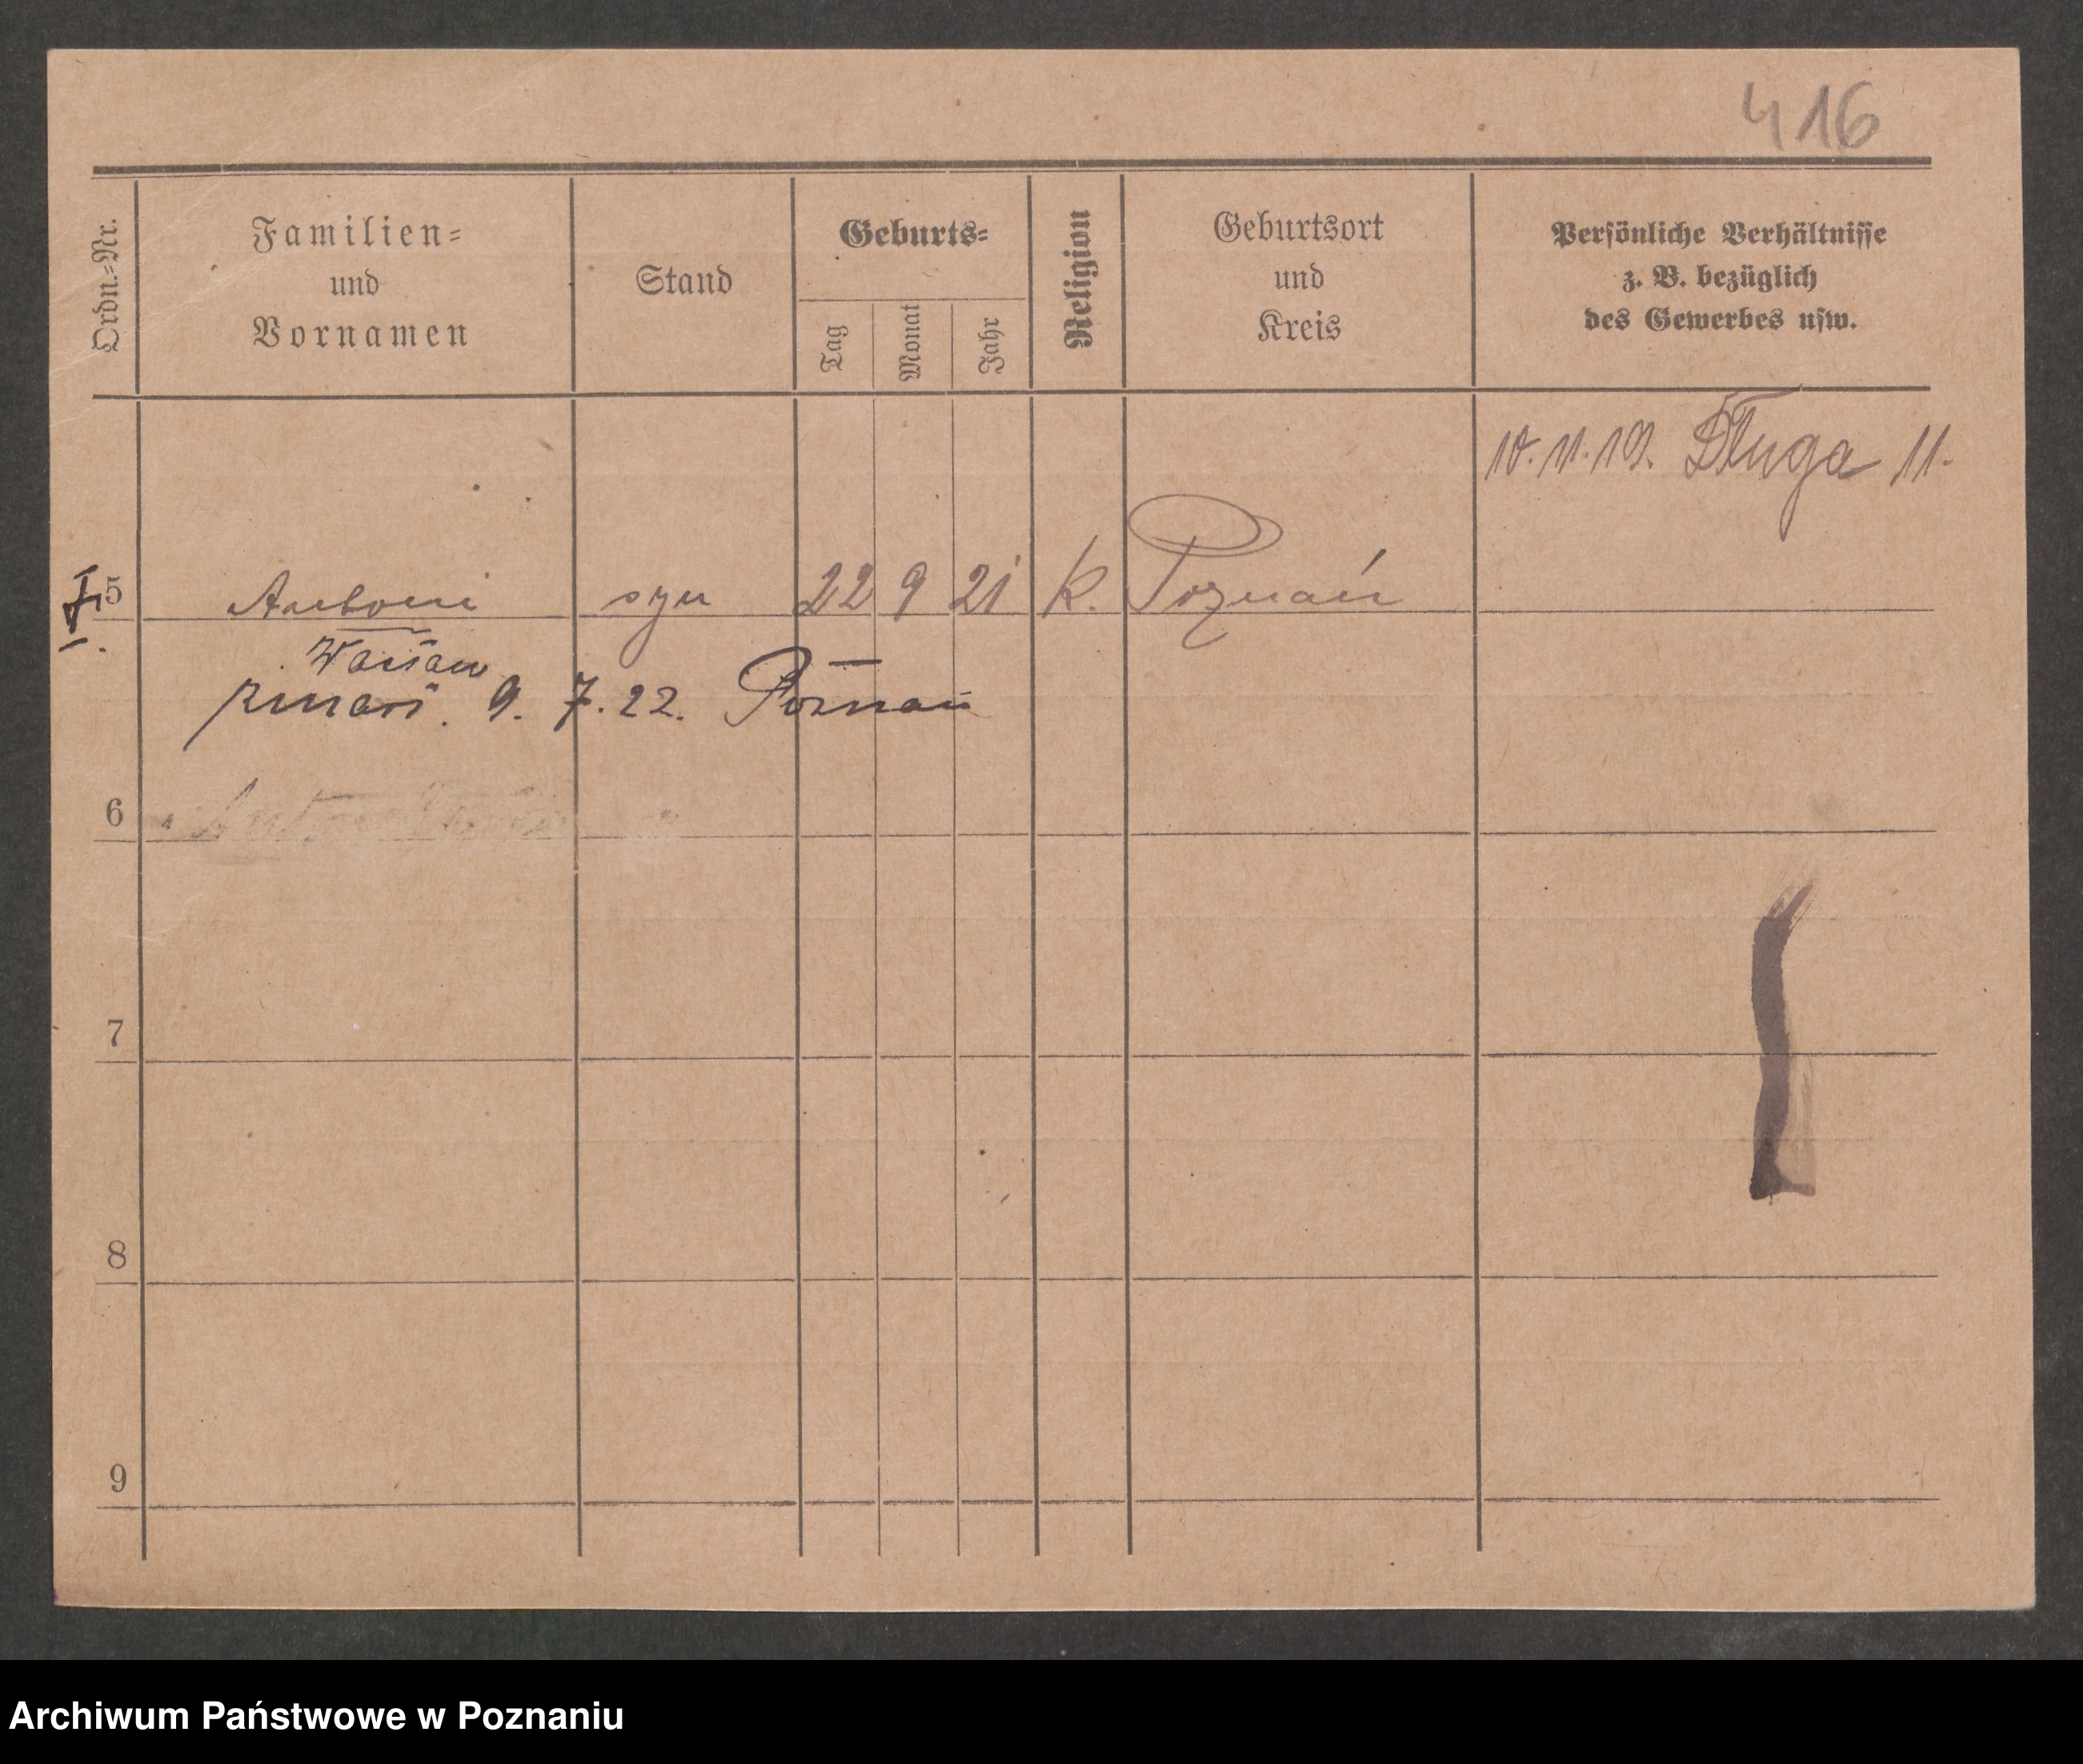 416
Ordn.=Nr.
Familien=
und
Vornamen
Stand
Geburts=
Tag
Monat
Jahr
Religion
Geburtsort
und
Kreis
Persönliche Verhältnisse
z. B. bezüglich
des Gewerbes usw.
10.11.19. Długa 11.
5 Antoni syn 22 9 21 k. Poznań
zmarł. 9. 7. 22. Poznań
6
7
8
9
Archiwum Państwowe w Poznaniu